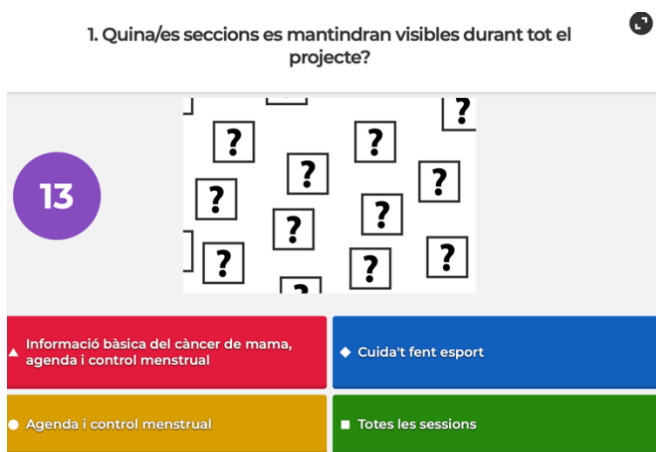 1. Quina/es seccions es mantindran visibles durant tot el
projecte?
? ? ? ? ? ? ? ? ? ? ? ?
13
Informació bàsica del càncer de mama,
agenda i control menstrual
Cuida't fent esport
Agenda i control menstrual
Totes les sessions